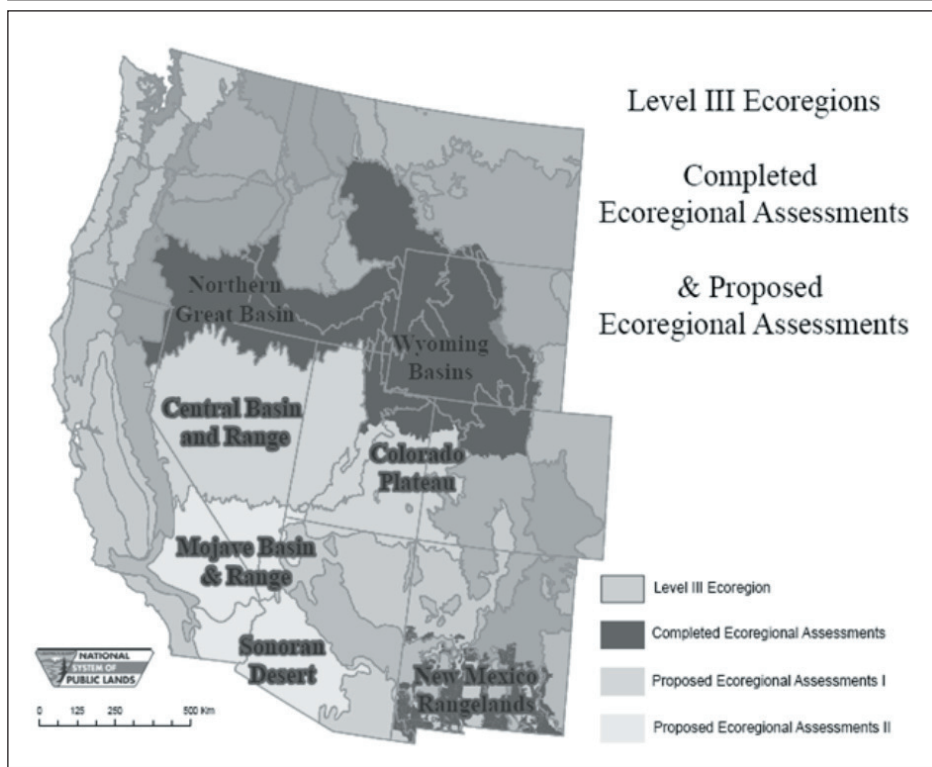 Level III Ecoregions
Completed
Ecoregional Assessments
& Proposed
Ecoregional Assessments
Northern
Great Basin
Wyoming
Basins
Central Basin
and Range
Colorado
Plateau
Mojave Basin
& Range
Sonoran
Desert
New Mexico
Rangelands
Level III Ecoregion
Completed Ecoregional Assessments
Proposed Ecoregional Assessments I
Proposed Ecoregional Assessments II
NATIONAL
SYSTEM OF
PUBLIC LANDS
0 125 250 500 Km